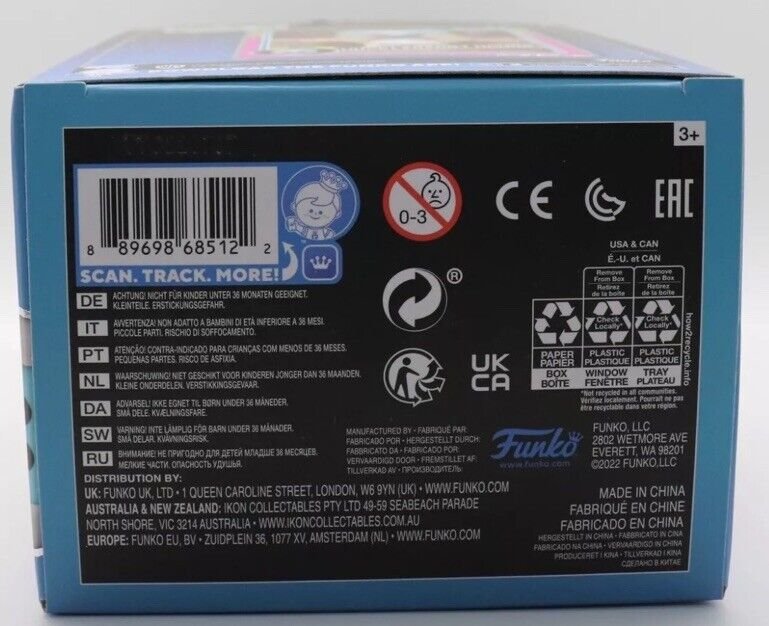 3+
8 89698 68512 2
SCAN. TRACK. MORE!
0-3
CE
EAC
USA & CAN
É.-U. et CAN
Remove From Box
Retirez de la boîte
Remove From Box
Retirez de la boîte
Check Locally*
Check Locally*
PAPER PAPIER
PLASTIC PLASTIQUE
PLASTIC PLASTIQUE
BOX BOÎTE
WINDOW FENÊTRE
TRAY PLATEAU
how2recycle.info
*Not recycled in all communities.
Vérifiez localement. Pourrait ne pas
être recyclable dans votre région.
®
UK
CA
DE ACHTUNG! NICHT FÜR KINDER UNTER 36 MONATEN GEEIGNET.
KLEINTEILE. ERSTICKUNGSGEFAHR.
IT AVVERTENZA! NON ADATTO A BAMBINI DI ETÀ INFERIORE A 36 MESI.
PICCOLE PARTI. RISCHIO DI SOFFOCAMENTO.
PT ATENÇÃO! CONTRA-INDICADO PARA CRIANÇAS COM MENOS DE 36 MESES.
PEQUENAS PARTES. RISCO DE ASFIXIA.
NL WAARSCHUWING! NIET GESCHIKT VOOR KINDEREN JONGER DAN 36 MAANDEN.
KLEINE ONDERDELEN. VERSTIKKINGSGEVAAR.
DA ADVARSEL! IKKE EGNET TIL BØRN UNDER 36 MÅNEDER.
SMÅ DELE. KVÆLNINGSFARE.
SW VARNING! INTE LÄMPLIG FÖR BARN UNDER 36 MÅNADER.
SMÅ DELAR. KVÄVNINGSRISK.
RU ВНИМАНИЕ! НЕ ПРИГОДНО ДЛЯ ДЕТЕЙ МЛАДШЕ 36 МЕСЯЦЕВ.
МЕЛКИЕ ЧАСТИ. ОПАСНОСТЬ УДУШЬЯ.
MANUFACTURED BY • FABRIQUÉ PAR:
FABRICADO POR • HERGESTELLT DURCH:
FABBRICATO DA • FABRICADO POR:
VERVAARDIGD DOOR • FREMSTILLET AF:
TILLVERKAD AV • ПРОИЗВОДИТЕЛЬ:
Funko
www.funko.com
FUNKO, LLC
2802 WETMORE AVE
EVERETT, WA 98201
©2022 FUNKO, LLC
DISTRIBUTION BY:
UK: FUNKO UK, LTD • 1 QUEEN CAROLINE STREET, LONDON, W6 9YN (UK) • WWW.FUNKO.COM
AUSTRALIA & NEW ZEALAND: IKON COLLECTABLES PTY LTD 49-59 SEABEACH PARADE
NORTH SHORE, VIC 3214 AUSTRALIA • WWW.IKONCOLLECTABLES.COM.AU
EUROPE: FUNKO EU, BV • ZUIDPLEIN 36, 1077 XV, AMSTERDAM (NL) • WWW.FUNKO.COM
MADE IN CHINA
FABRIQUÉ EN CHINE
FABRICADO EN CHINA
HERGESTELLT IN CHINA • FABBRICATO IN CINA
FABRICADO NA CHINA • VERVAARDIGD IN CHINA
PRODUCERET I KINA • TILLVERKAD I KINA
СДЕЛАНО В КИТАЕ